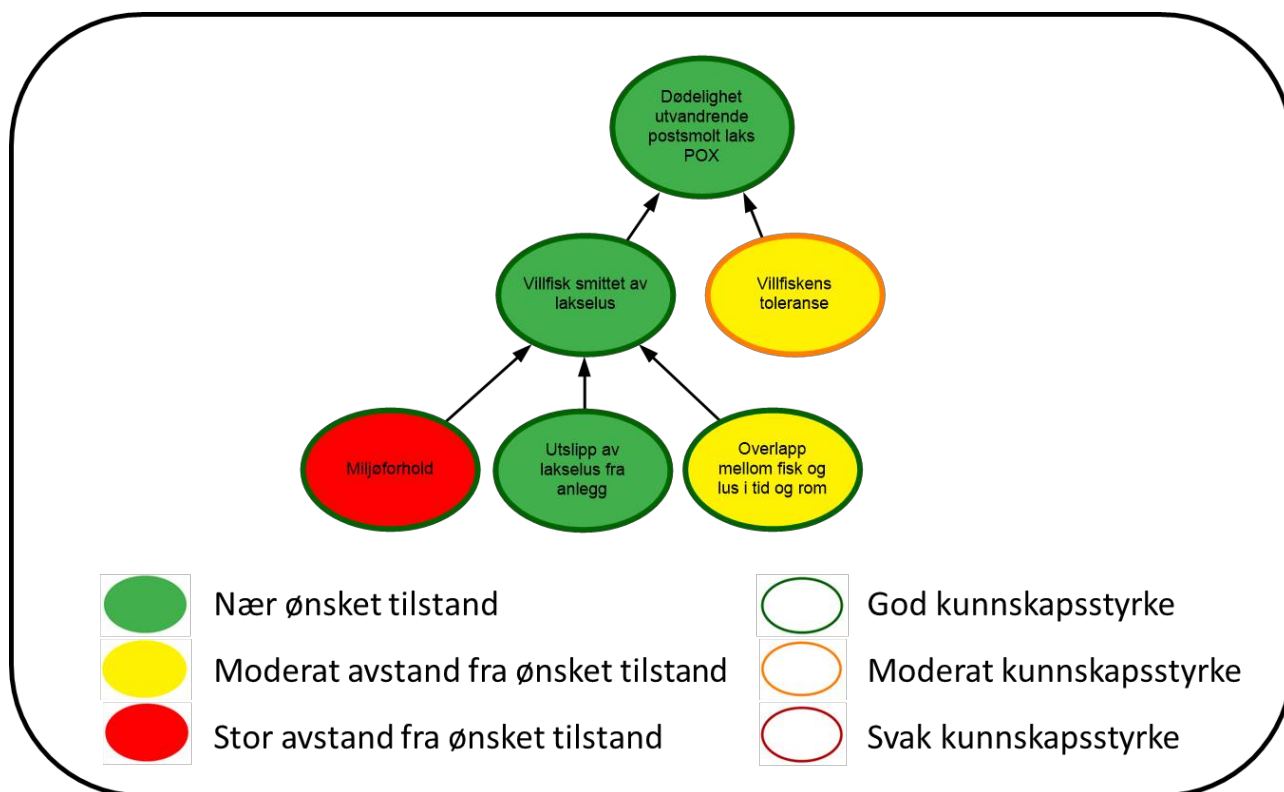 Dødelighet
utvandrende
postsmolt laks
POX
Villfisk smittet av
lakselus
Villfiskens
toleranse
Miljøforhold
Utslipp av
lakselus fra
anlegg
Overlapp
mellom fisk og
lus i tid og rom
Nær ønsket tilstand
Moderat avstand fra ønsket tilstand
Stor avstand fra ønsket tilstand
God kunnskapsstyrke
Moderat kunnskapsstyrke
Svak kunnskapsstyrke